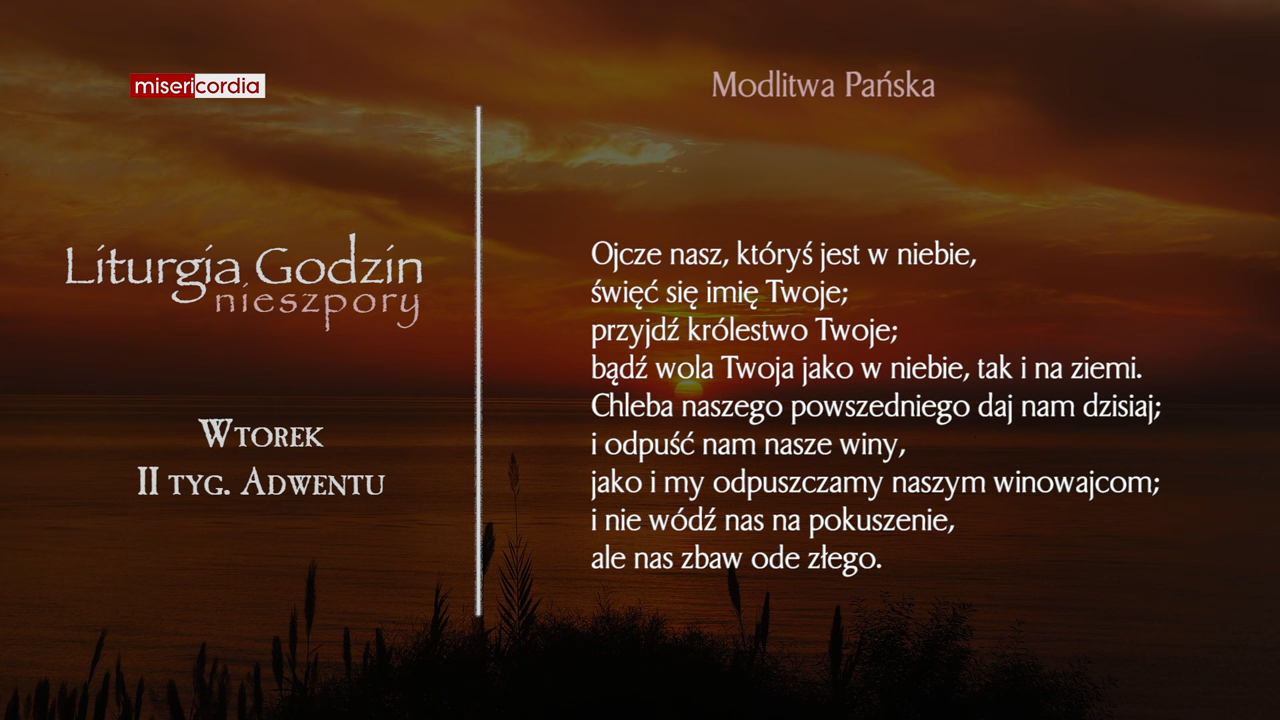 misericordia
Liturgia Godzin
nieszpory
Wtorek
II tyg. Adwentu
Modlitwa Pańska
Ojcze nasz, któryś jest w niebie,
święć się imię Twoje;
przyjdź królestwo Twoje;
bądź wola Twoja jako w niebie, tak i na ziemi.
Chleba naszego powszedniego daj nam dzisiaj;
i odpuść nam nasze winy,
jako i my odpuszczamy naszym winowajcom;
i nie wódź nas na pokuszenie,
ale nas zbaw ode złego.